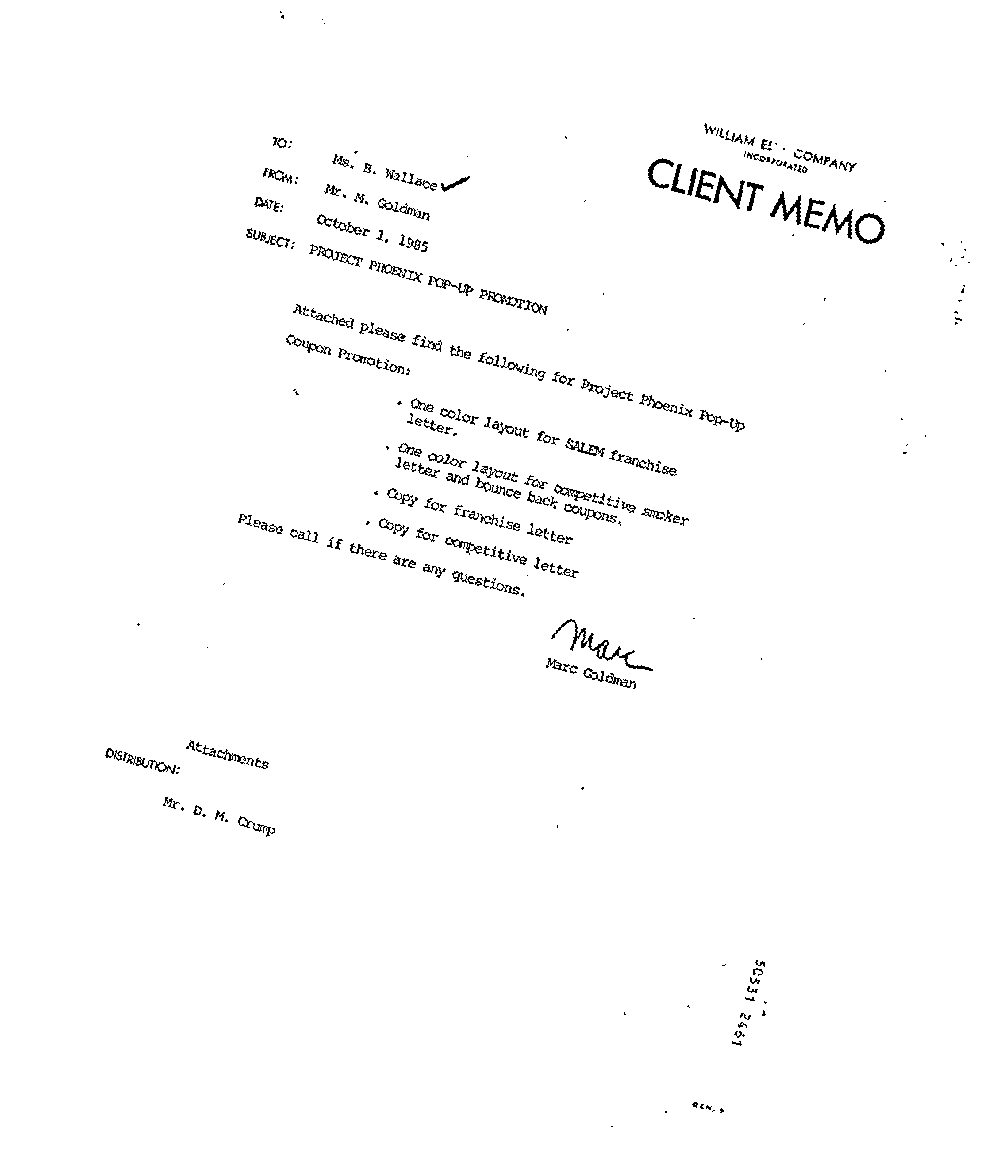 WILLIAM COMPANY
INCORPORATED
CLIENT MEMO
TO: Ms. B. Wallace
FROM: Mr. M. Goldman
DATE: October 1, 1985
SUBJECT: PROJECT PHOENIX POP-UP PROMOTION
Attached please find the following for Project Phoenix Pop-Up
Coupon Promotion:
. One color layout for SALEM franchise
letter.
. One color layout for competitive smoker
letter and bounce back coupons.
. Copy for franchise letter
. Copy for competitive letter
Please call if there are any questions.
Marc
Marc Goldman
Attachments
DISTRIBUTION:
Mr. D. M. Crump
50531 2461